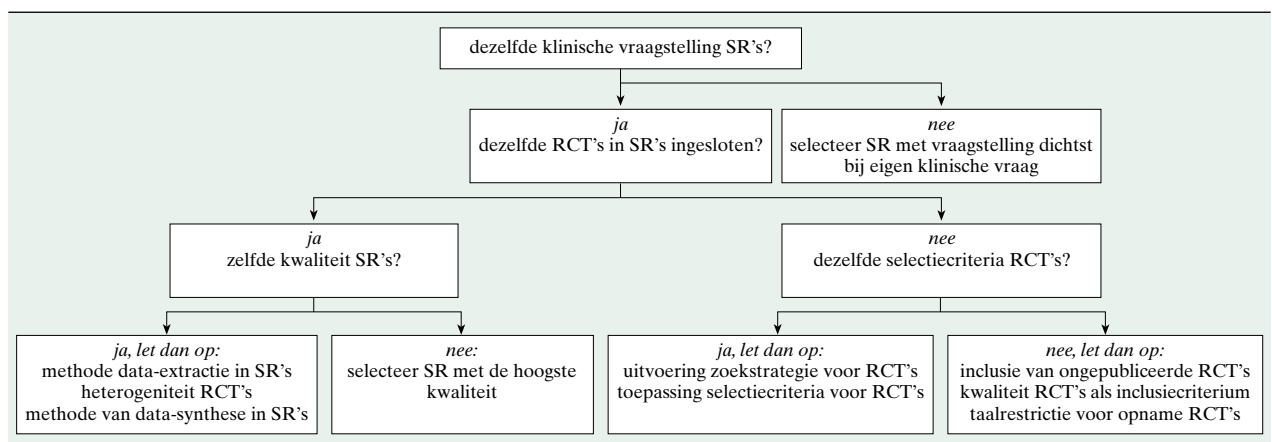 dezelfde klinische vraagstelling SR's?
ja
dezelfde RCT's in SR's ingesloten?
nee
selecteer SR met vraagstelling dichtst
bij eigen klinische vraag
ja
zelfde kwaliteit SR's?
nee
dezelfde selectiecriteria RCT's?
ja, let dan op:
methode data-extractie in SR's
heterogeniteit RCT's
methode van data-synthese in SR's
nee:
selecteer SR met de hoogste
kwaliteit
ja, let dan op:
uitvoering zoekstrategie voor RCT's
toepassing selectiecriteria voor RCT's
nee, let dan op:
inclusie van ongepubliceerde RCT's
kwaliteit RCT's als inclusiecriterium
taalrestrictie voor opname RCT's